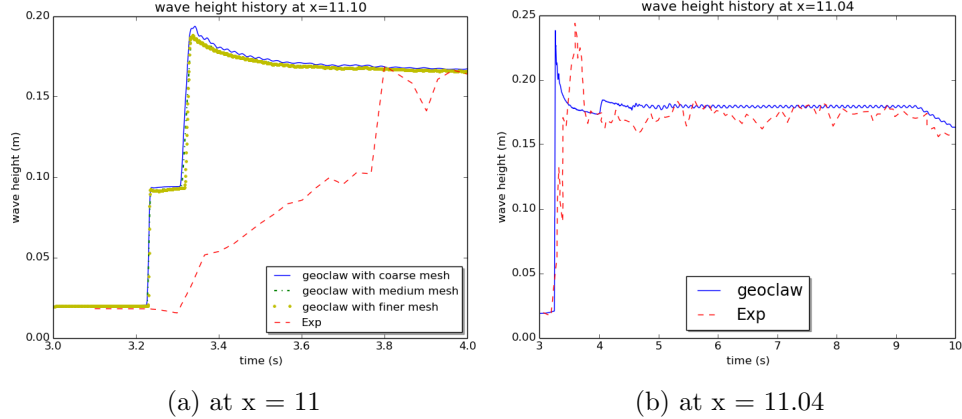 wave height history at x=11.10
0.20
0.15
0.10
0.05
0.00
wave height (m)
3.0 3.2 3.4 3.6 3.8 4.0
time (s)
geoclaw with coarse mesh
geoclaw with medium mesh
geoclaw with finer mesh
Exp
(a) at x = 11
wave height history at x=11.04
0.25
0.20
0.15
0.10
0.05
0.00
wave height (m)
3 4 5 6 7 8 9 10
time (s)
geoclaw
Exp
(b) at x = 11.04